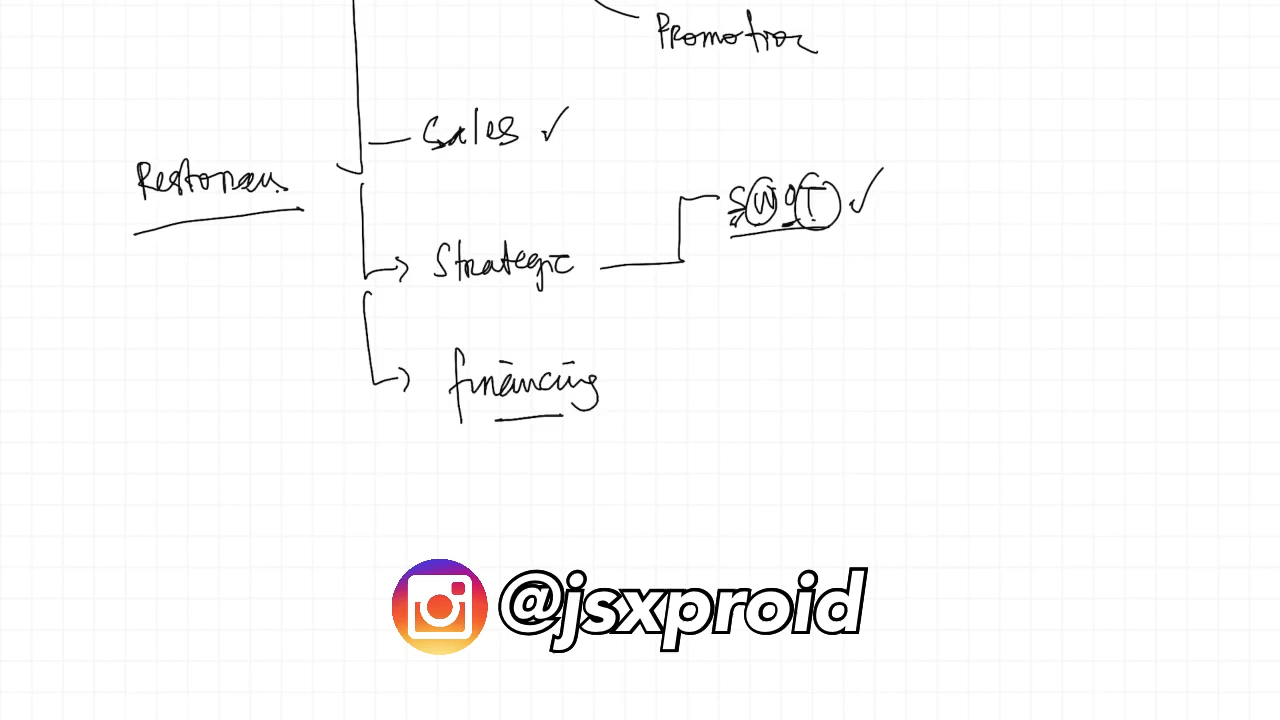 Promotion
Sales ✓
Restoran
SWOT ✓
Strategic
financing
@jsxproid